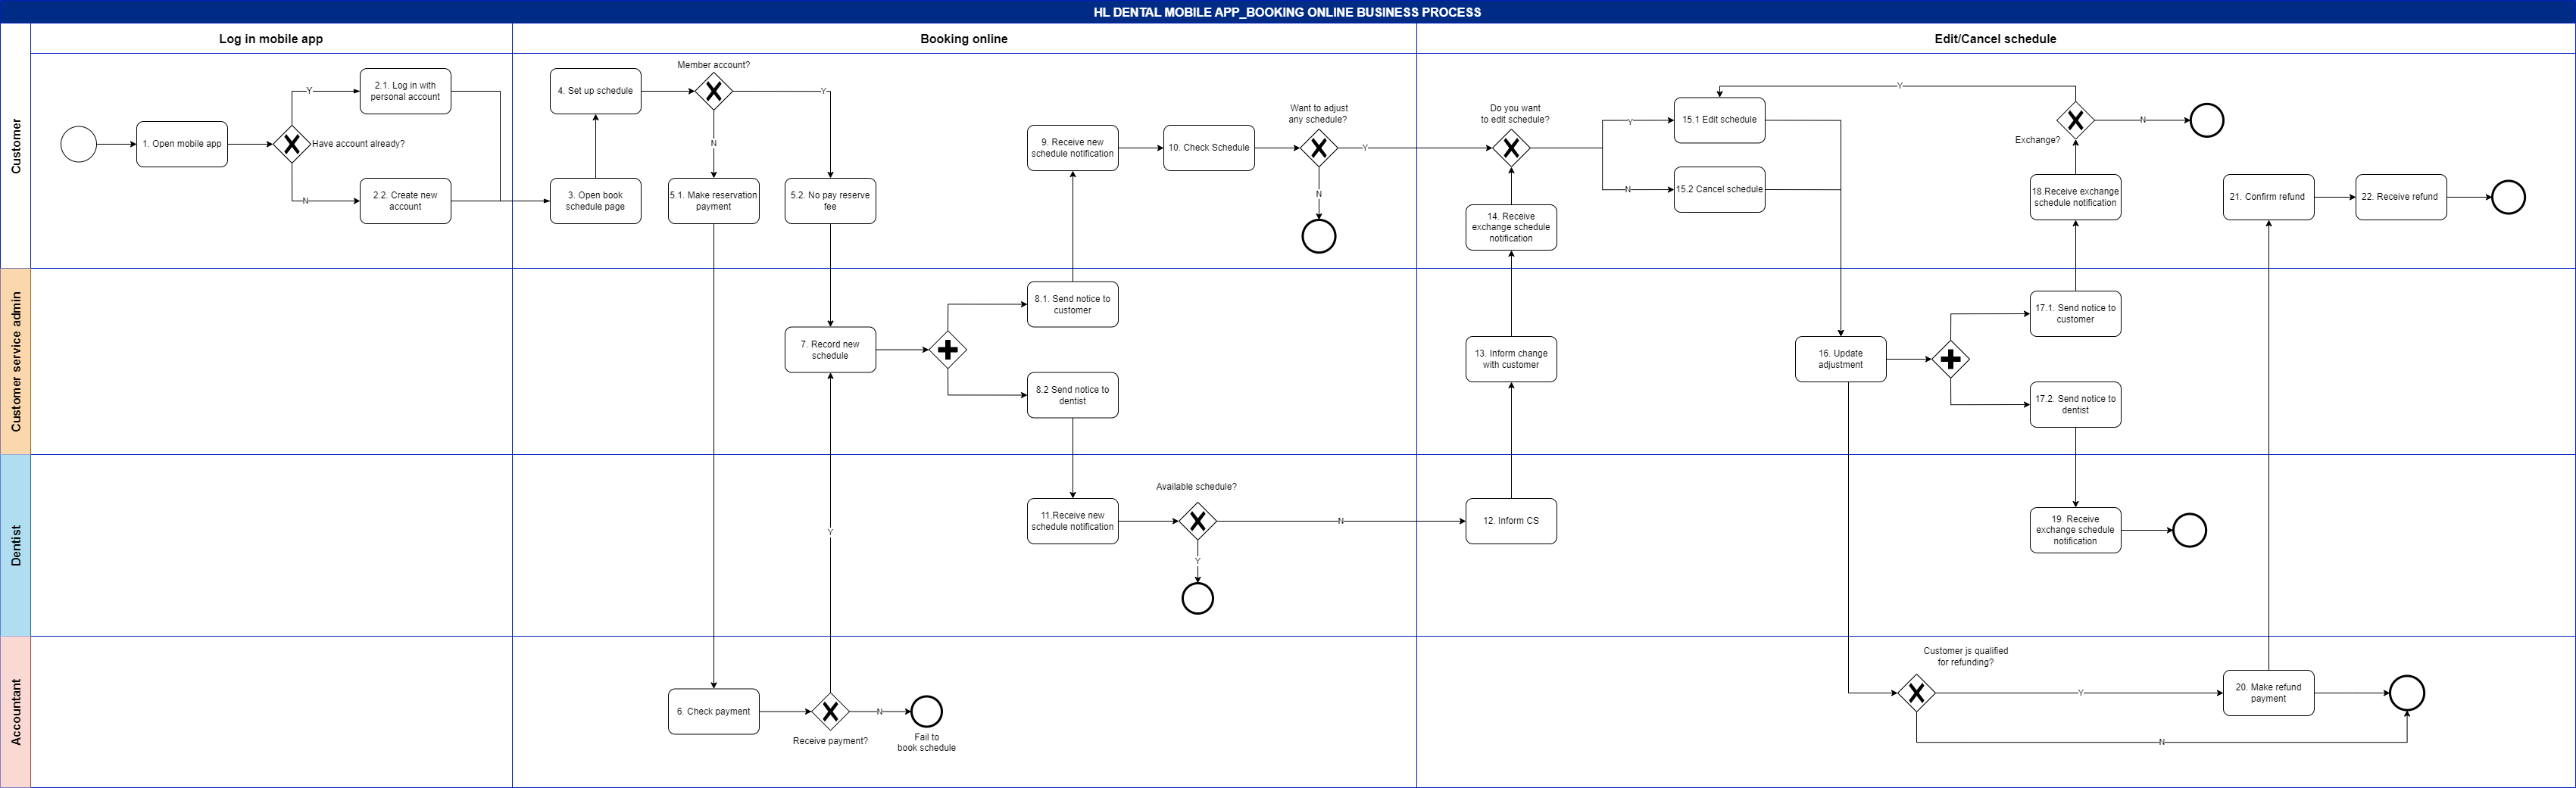 HL DENTAL MOBILE APP_BOOKING ONLINE BUSINESS PROCESS
Log in mobile app
Booking online
Edit/Cancel schedule
Customer
1. Open mobile app
Have account already?
Y
2.1. Log in with
personal account
N
2.2. Create new
account
3. Open book
schedule page
4. Set up schedule
Member account?
Y
N
5.1. Make reservation
payment
5.2. No pay reserve
fee
9. Receive new
schedule notification
10. Check Schedule
Want to adjust
any schedule?
Y
N
Do you want
to edit schedule?
14. Receive
exchange schedule
notification
Y
15.1 Edit schedule
N
15.2 Cancel schedule
Y
Exchange?
N
18.Receive exchange
schedule notification
21. Confirm refund
22. Receive refund
Customer service admin
7. Record new
schedule
8.1. Send notice to
customer
8.2 Send notice to
dentist
13. Inform change
with customer
16. Update
adjustment
17.1. Send notice to
customer
17.2. Send notice to
dentist
Dentist
Y
11.Receive new
schedule notification
Available schedule?
N
Y
12. Inform CS
19. Receive
exchange schedule
notification
Accountant
6. Check payment
Receive payment?
N
Fail to
book schedule
Customer js qualified
for refunding?
Y
N
20. Make refund
payment